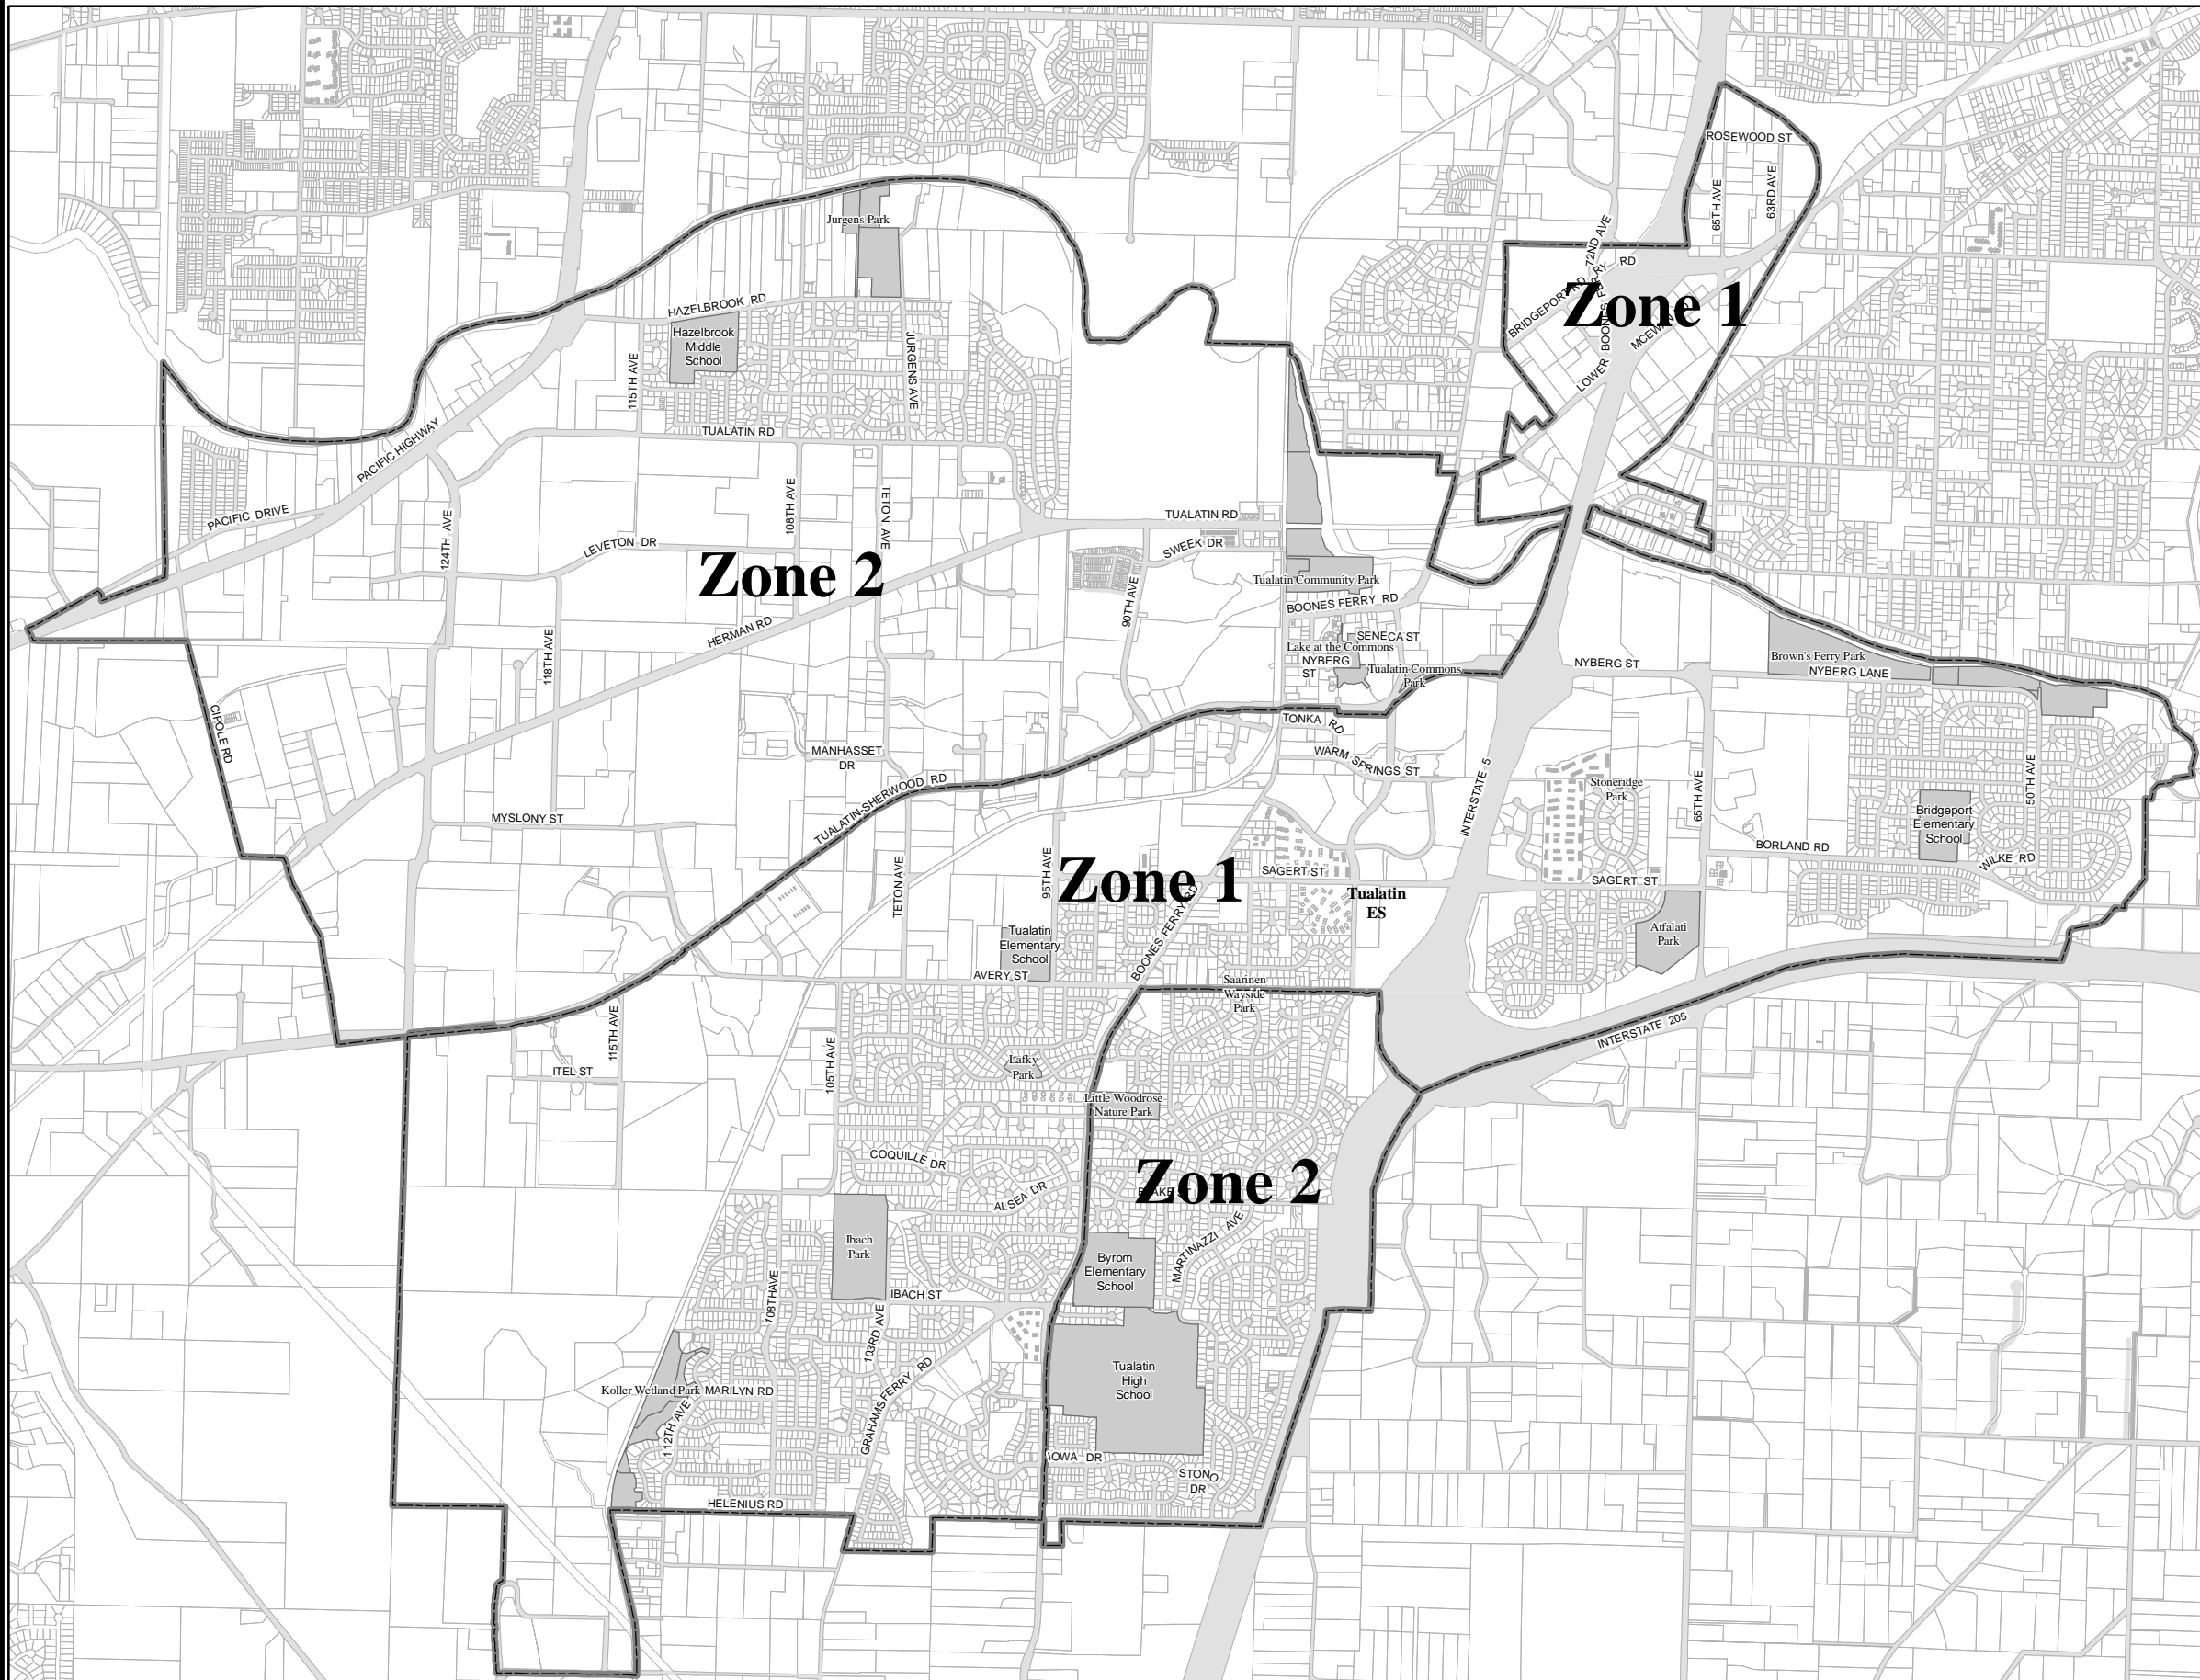 ROSEWOOD ST
65TH AVE
63RD AVE
Jurgens Park
72ND AVE
BRIDGEPORT RD
LOWER BOONES FERRY RD
Zone 1
HAZELBROOK RD
Hazelbrook
Middle
School
115TH AVE
JURGENS AVE
TUALATIN RD
PACIFIC HIGHWAY
PACIFIC DRIVE
124TH AVE
108TH AVE
TETON AVE
TUALATIN RD
SWEEK DR
LEVETON DR
Zone 2
90TH AVE
Tualatin Community Park
BOONES FERRY RD
HERMAN RD
118TH AVE
SENECA ST
Lake at the Commons
NYBERG
ST
Tualatin Commons
Park
NYBERG ST
Brown's Ferry Park
NYBERG LANE
CIPOLE RD
TONKA RD
MANHASSET
DR
WARM SPRINGS ST
INTERSTATE 5
Stoneridge
Park
65TH AVE
50TH AVE
TUALATIN-SHERWOOD RD
MYSLONY ST
Bridgeport
Elementary
School
BORLAND RD
WILKE RD
TETON AVE
95TH AVE
Zone 1
SAGERT ST
SAGERT ST
Tualatin
ES
BOONES FERRY RD
Tualatin
Elementary
School
Atfalati
Park
AVERY ST
Saarinen
Wayside
Park
INTERSTATE 205
115TH AVE
ITEL ST
105TH AVE
Lafky
Park
Little Woodrose
Nature Park
COQUILLE DR
ALSEA DR
Zone 2
MARTINAZZI AVE
Ibach
Park
Byrom
Elementary
School
IBACH ST
108TH AVE
103RD AVE
GRAHAMS FERRY RD
Tualatin
High
School
Koller Wetland Park
MARILYN RD
112TH AVE
IOWA DR
STONO
DR
HELENIUS RD